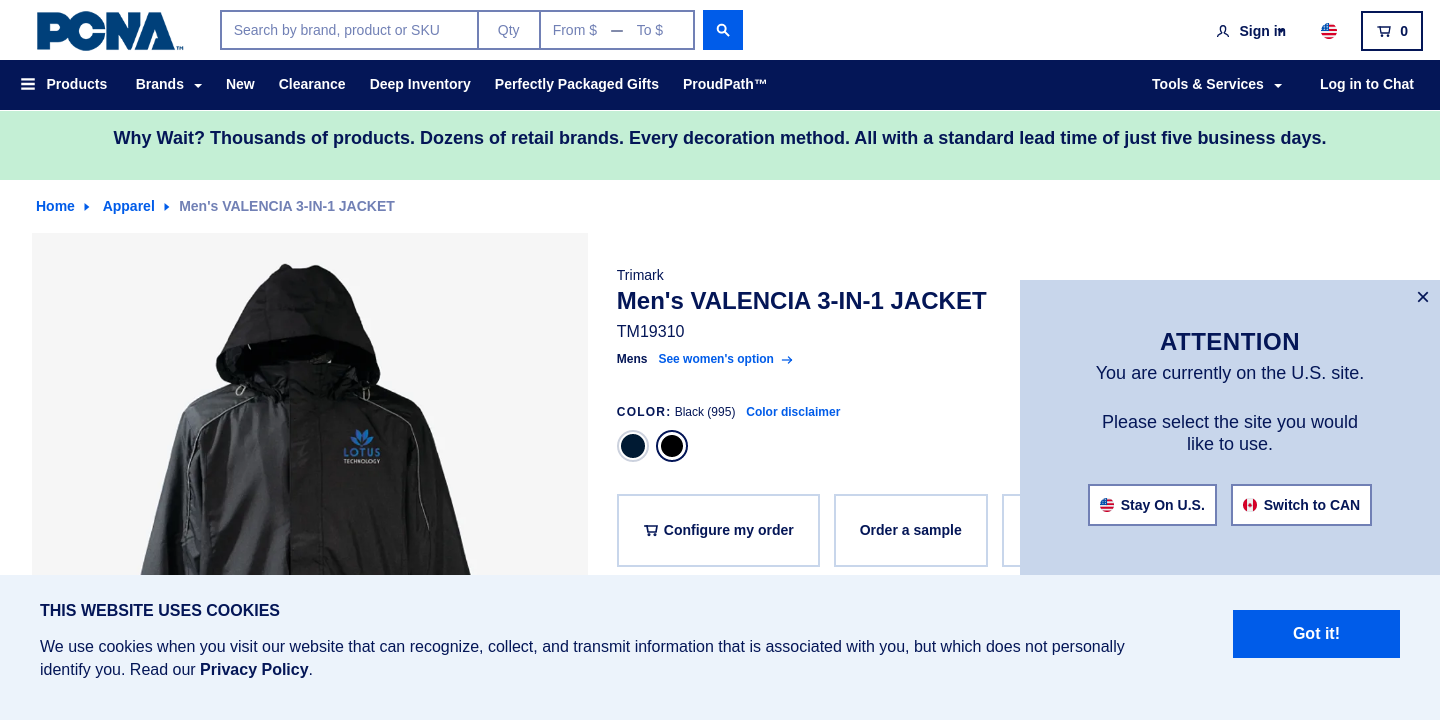 PCNA™
Search by brand, product or SKU
Qty
From $ — To $
Sign in
0
Products
Brands
New
Clearance
Deep Inventory
Perfectly Packaged Gifts
ProudPath™
Tools & Services
Log in to Chat
Why Wait? Thousands of products. Dozens of retail brands. Every decoration method. All with a standard lead time of just five business days.
Home
Apparel
Men's VALENCIA 3-IN-1 JACKET
LOTUS
TECHNOLOGY
Trimark
Men's VALENCIA 3-IN-1 JACKET
TM19310
Mens See women's option
COLOR: Black (995) Color disclaimer
Configure my order
Order a sample
×
ATTENTION
You are currently on the U.S. site.
Please select the site you would
like to use.
Stay On U.S.
Switch to CAN
THIS WEBSITE USES COOKIES
We use cookies when you visit our website that can recognize, collect, and transmit information that is associated with you, but which does not personally
identify you. Read our Privacy Policy.
Got it!